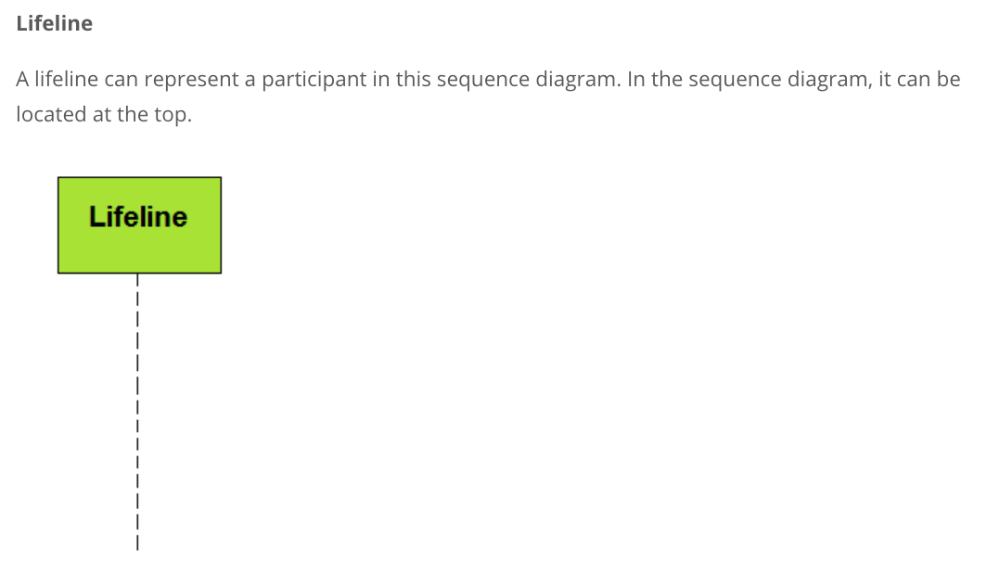 Lifeline
A lifeline can represent a participant in this sequence diagram. In the sequence diagram, it can be
located at the top.
Lifeline